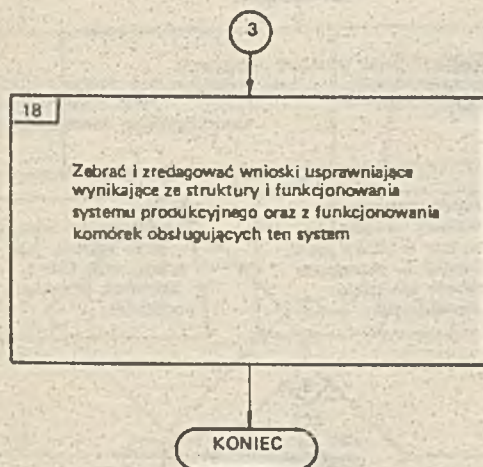 3
18
Zebrać i zredagować wnioski usprawniające
wynikające ze struktury i funkcjonowania
systemu produkcyjnego oraz z funkcjonowania
komórek obsługujących ten system
KONIEC